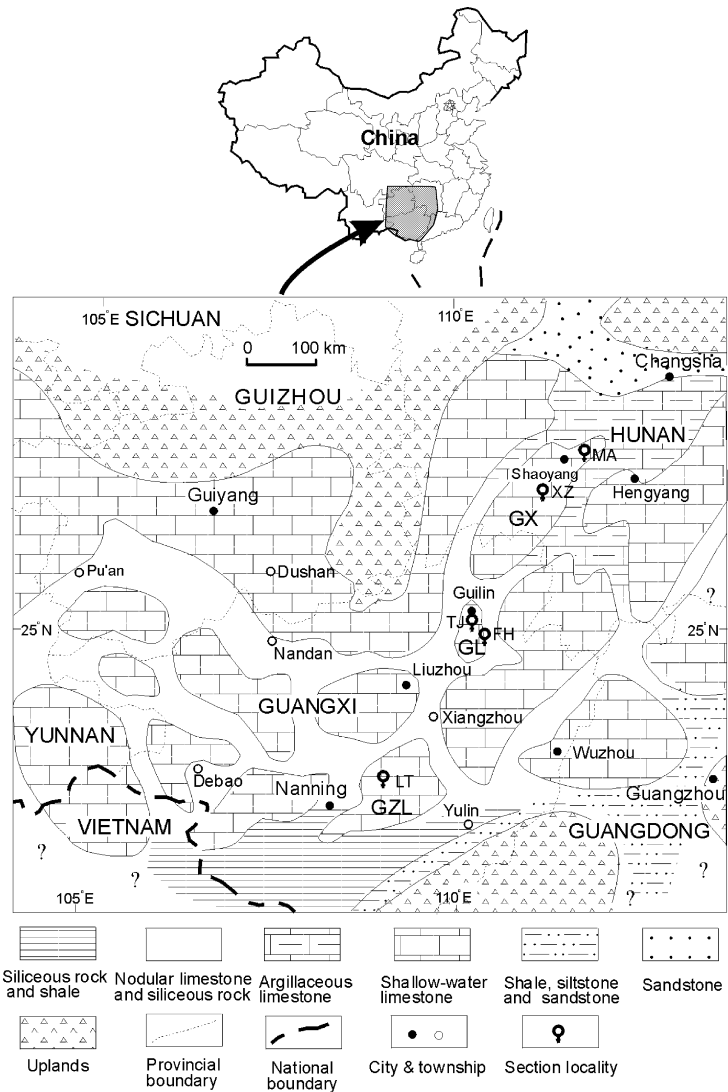 China
105°E
SICHUAN
110°E
0 100 km
Changsha
GUIZHOU
HUNAN
MA
Shaoyang
XZ
Guiyang
Hengyang
GX
Pu'an
Dushan
?
Guilin
TJ
FH
25°N
25°N
GL
Nandan
Liuzhou
GUANGXI
Xiangzhou
YUNNAN
Wuzhou
Debao
LT
Nanning
Guangzhou
GZL
Yulin
VIETNAM
GUANGDONG
?
?
?
?
?
105°E
110°E
Siliceous rock
and shale
Nodular limestone
and siliceous rock
Argillaceous
limestone
Shallow-water
limestone
Shale, siltstone
and sandstone
Sandstone
Uplands
Provincial
boundary
National
boundary
City & township
Section locality